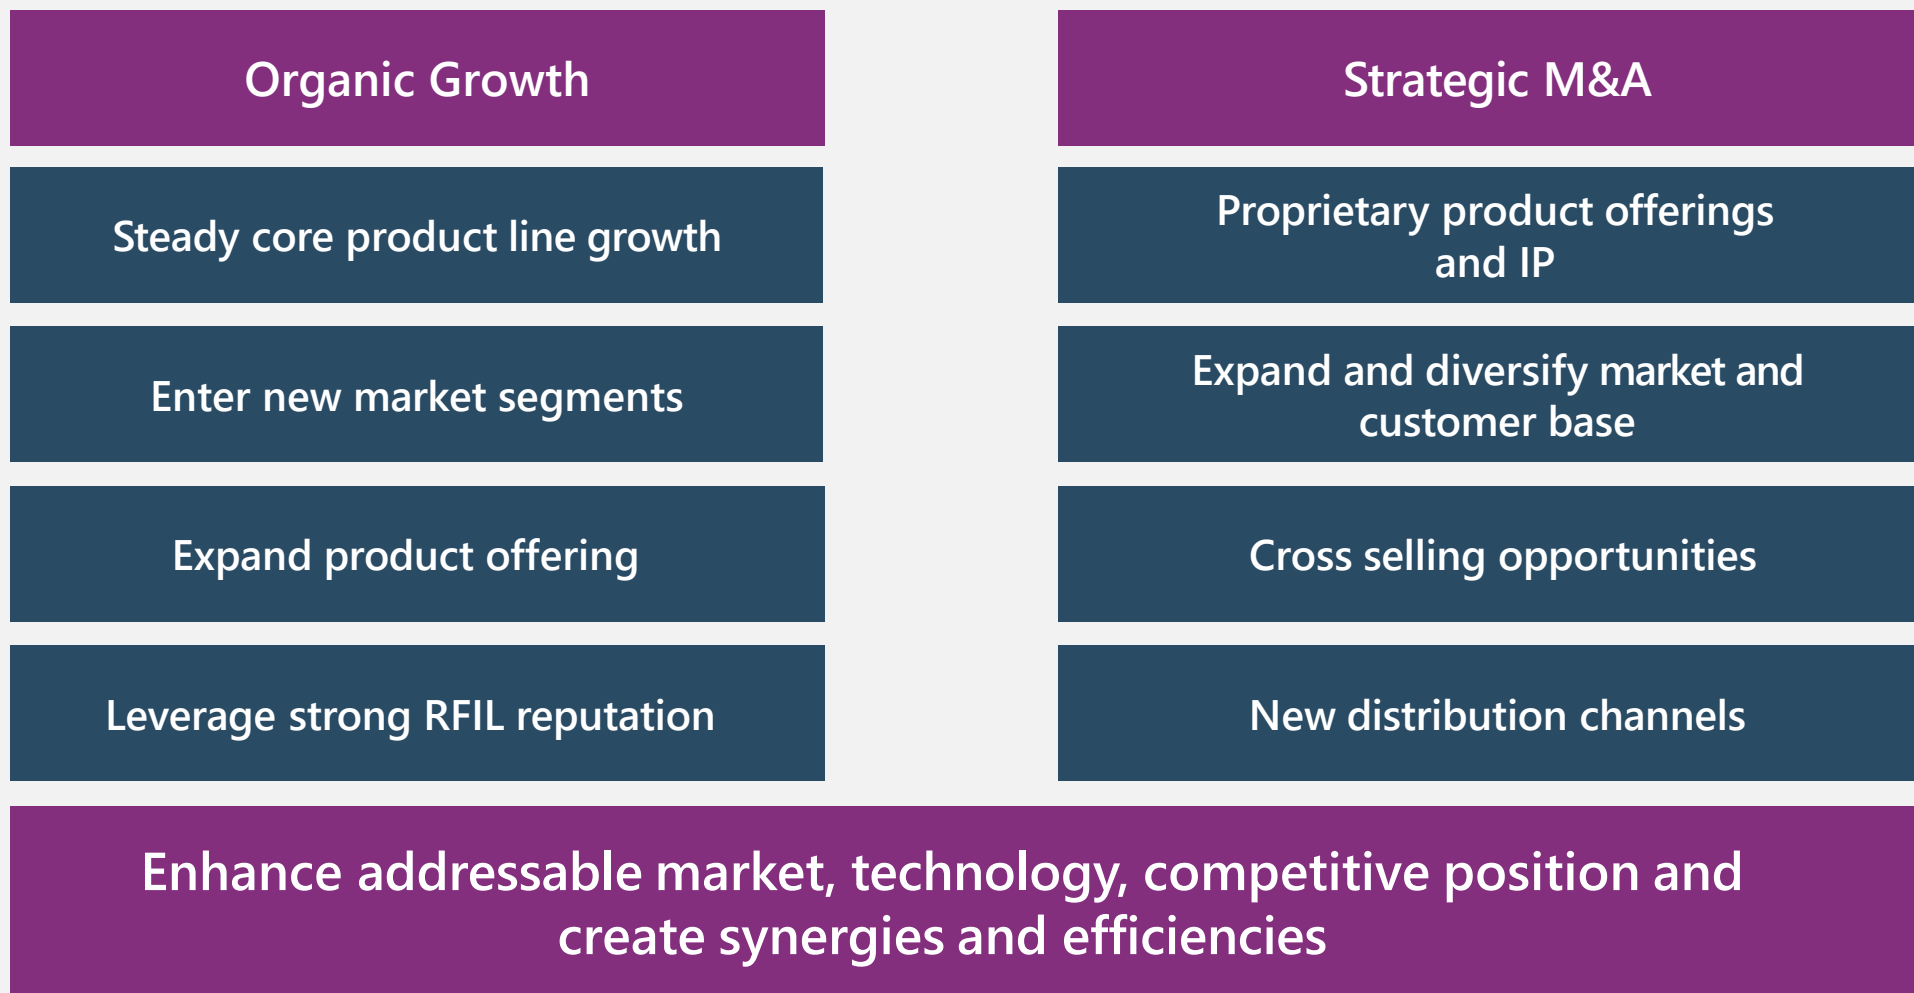 Organic Growth
Steady core product line growth
Enter new market segments
Expand product offering
Leverage strong RFIL reputation
Strategic M&A
Proprietary product offerings
and IP
Expand and diversify market and
customer base
Cross selling opportunities
New distribution channels
Enhance addressable market, technology, competitive position and
create synergies and efficiencies